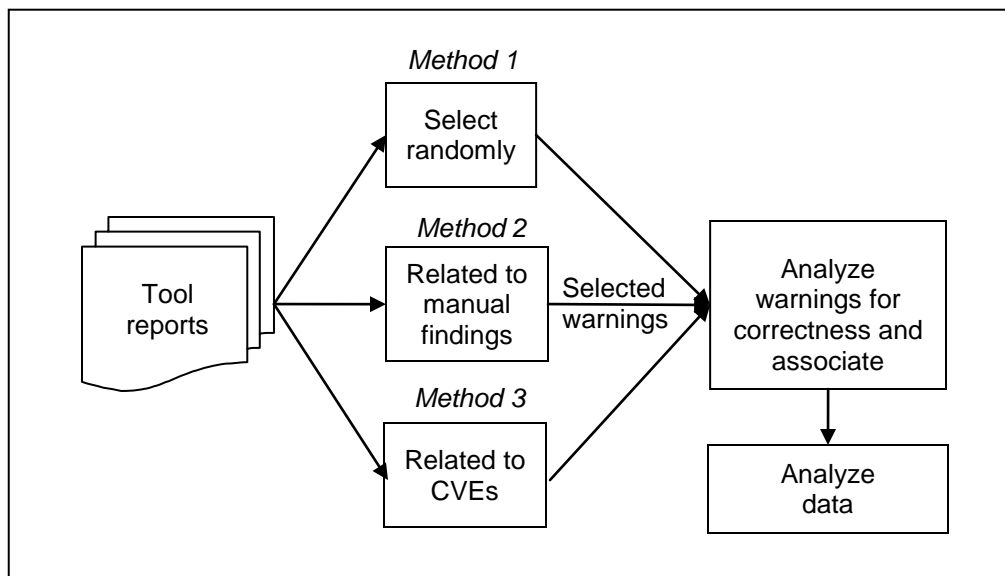 Method 1
Select
randomly
Method 2
Tool
reports
Related to
manual
findings
Selected
warnings
Analyze
warnings for
correctness and
associate
Method 3
Related to
CVEs
Analyze
data